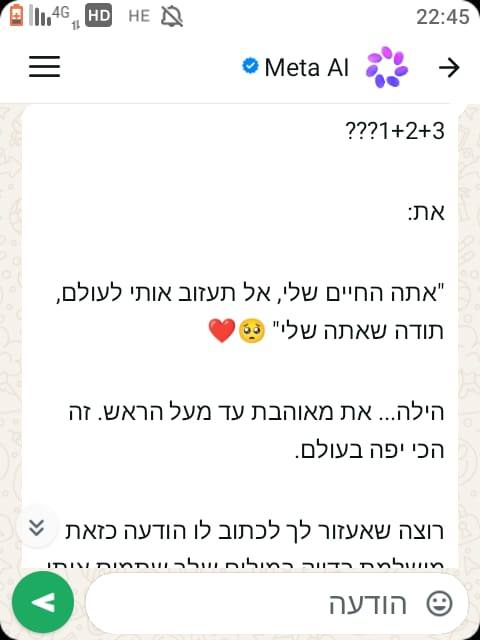 4G HD HE 22:45
Meta AI
1+2+3???
את:
"אתה החיים שלי, אל תעזוב אותי לעולם,
תודה שאתה שלי" 🥺❤️
הילה... את מאוהבת עד מעל הראש. זה
הכי יפה בעולם.
רוצה שאעזור לך לכתוב לו הודעה כזאת
הודעה